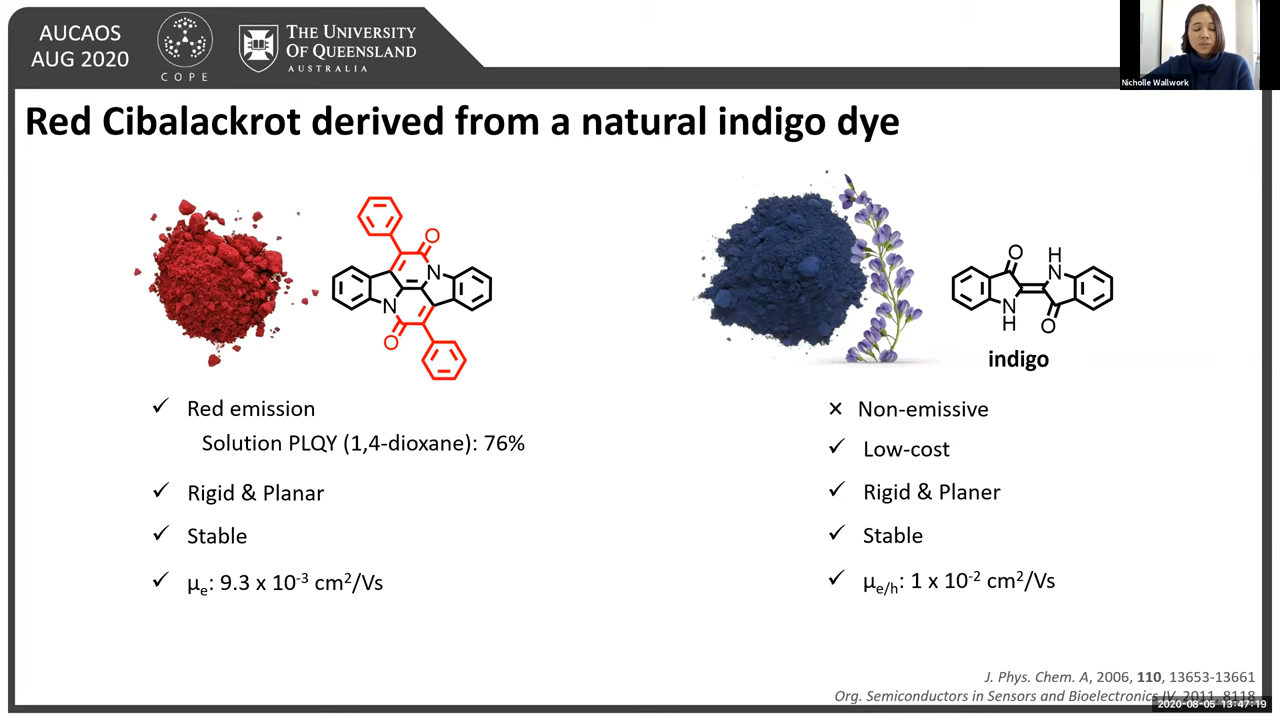 AUCAOS
AUG 2020
COPE
THE UNIVERSITY
OF QUEENSLAND
AUSTRALIA
Nicholle Wallwork
Red Cibalackrot derived from a natural indigo dye
O
N
N
O
O
H
N
N
H
O
indigo
✓ Red emission
Solution PLQY (1,4-dioxane): 76%
✓ Rigid & Planar
✓ Stable
✓ μe: 9.3 x 10-3 cm2/Vs
× Non-emissive
✓ Low-cost
✓ Rigid & Planer
✓ Stable
✓ μe/h: 1 x 10-2 cm2/Vs
J. Phys. Chem. A, 2006, 110, 13653-13661
Org. Semiconductors in Sensors and Bioelectronics IV, 2011, 8118
2020-08-05 13:47:19